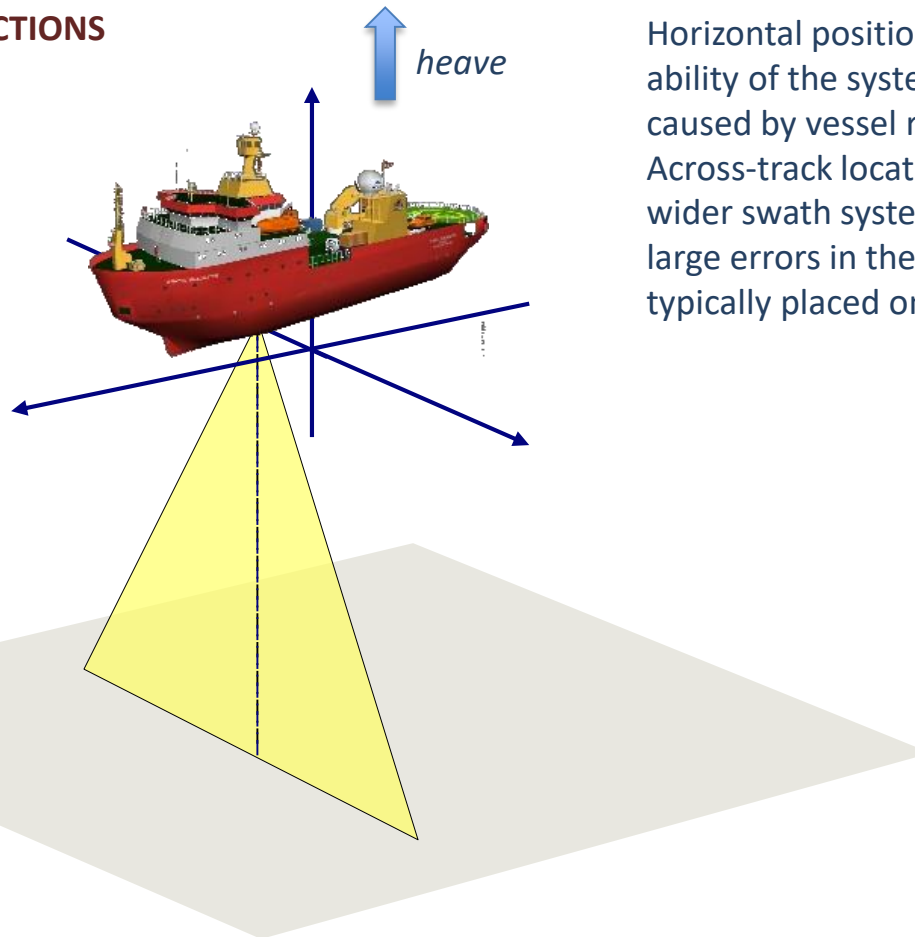 CTIONS
heave
Horizontal positio
ability of the syste
caused by vessel r
Across-track locat
wider swath syste
large errors in the
typically placed or